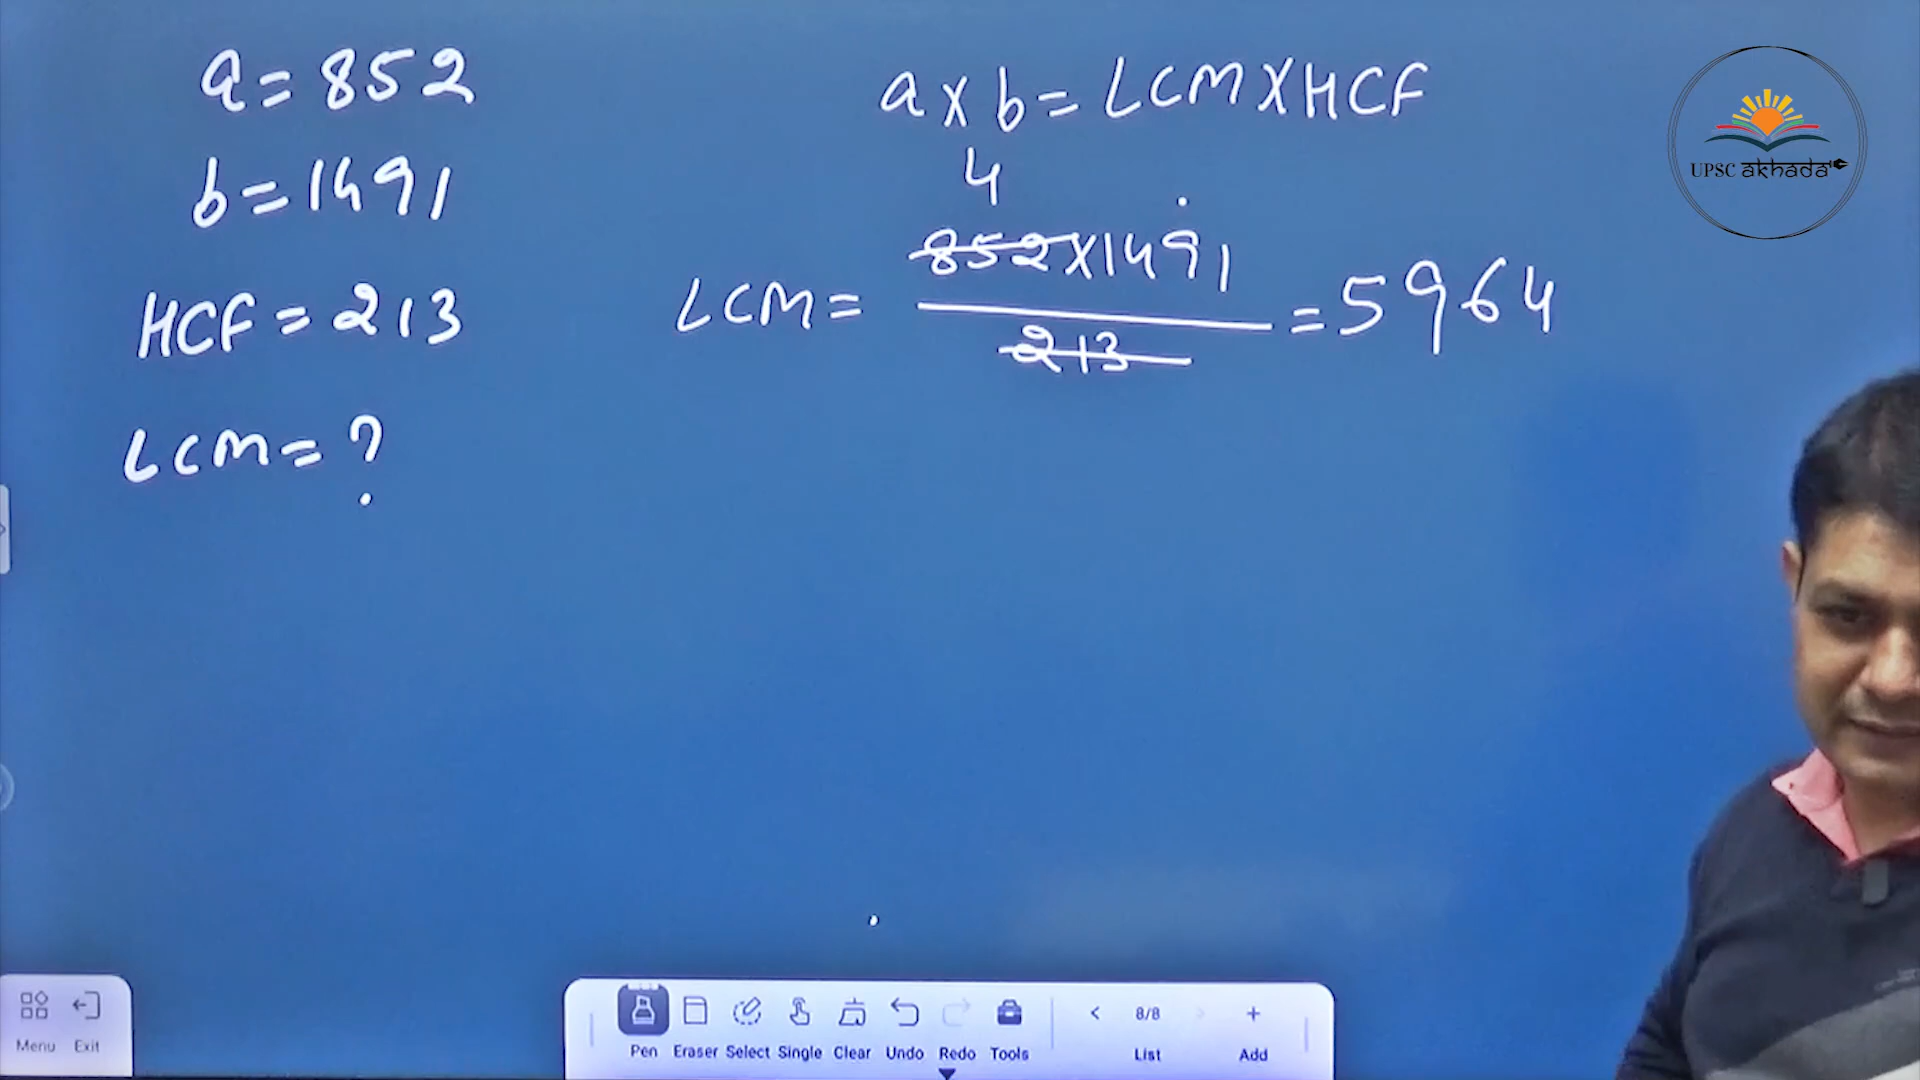 a = 852
b = 1491
HCF = 213
LCM = ?
a x b = LCM X HCF
4
852 X 1491
LCM = ――― = 5964
213
UPSC akhada
Menu Exit
Pen Eraser Select Single Clear Undo Redo Tools
< 8/8 > +
List Add